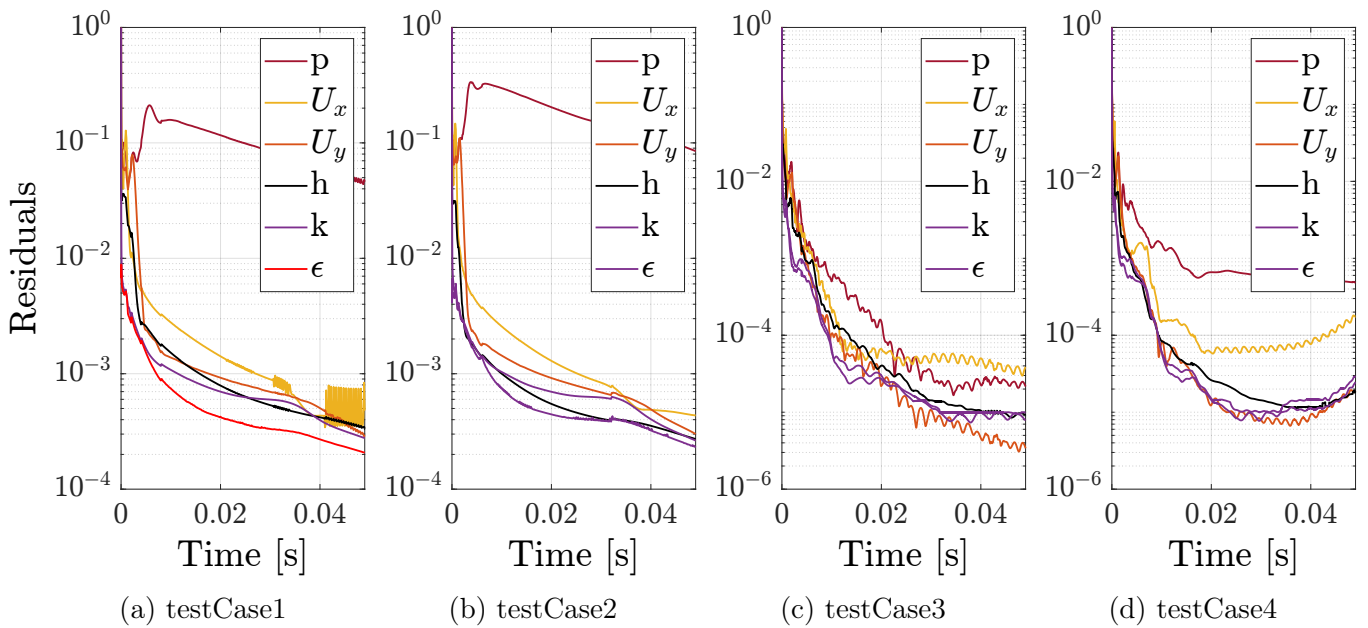 Residuals
10^0
10^-1
10^-2
10^-3
10^-4
0
0.02
0.04
Time [s]
p
U_x
U_y
h
k
ϵ
(a) testCase1
10^0
10^-1
10^-2
10^-3
10^-4
0
0.02
0.04
Time [s]
p
U_x
U_y
h
k
ϵ
(b) testCase2
10^0
10^-2
10^-4
10^-6
0
0.02
0.04
Time [s]
p
U_x
U_y
h
k
ϵ
(c) testCase3
10^0
10^-2
10^-4
10^-6
0
0.02
0.04
Time [s]
p
U_x
U_y
h
k
ϵ
(d) testCase4